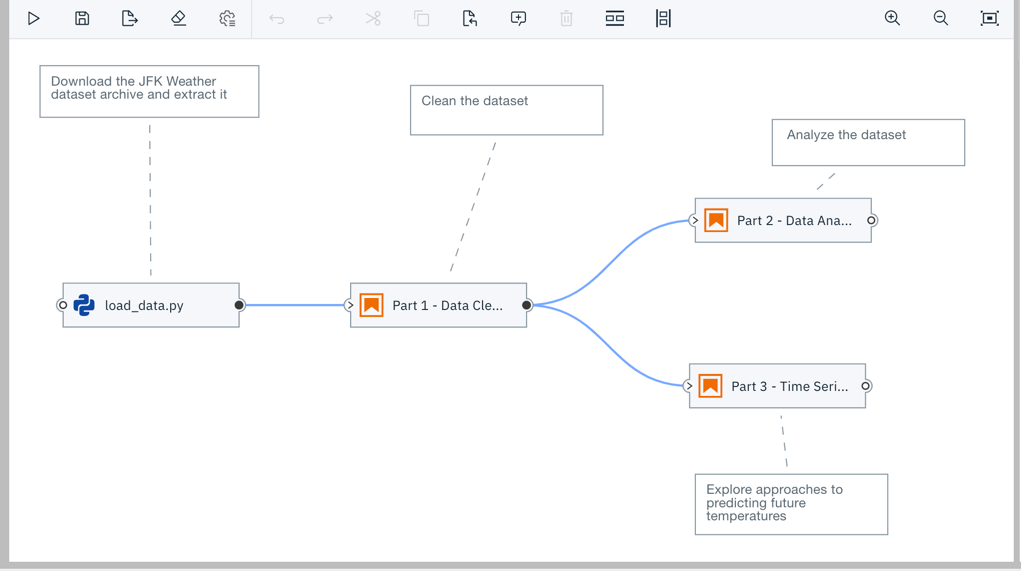 Download the JFK Weather
dataset archive and extract it
Clean the dataset
Analyze the dataset
Part 2 - Data Ana...
load_data.py
Part 1 - Data Cle...
Part 3 - Time Seri...
Explore approaches to
predicting future
temperatures